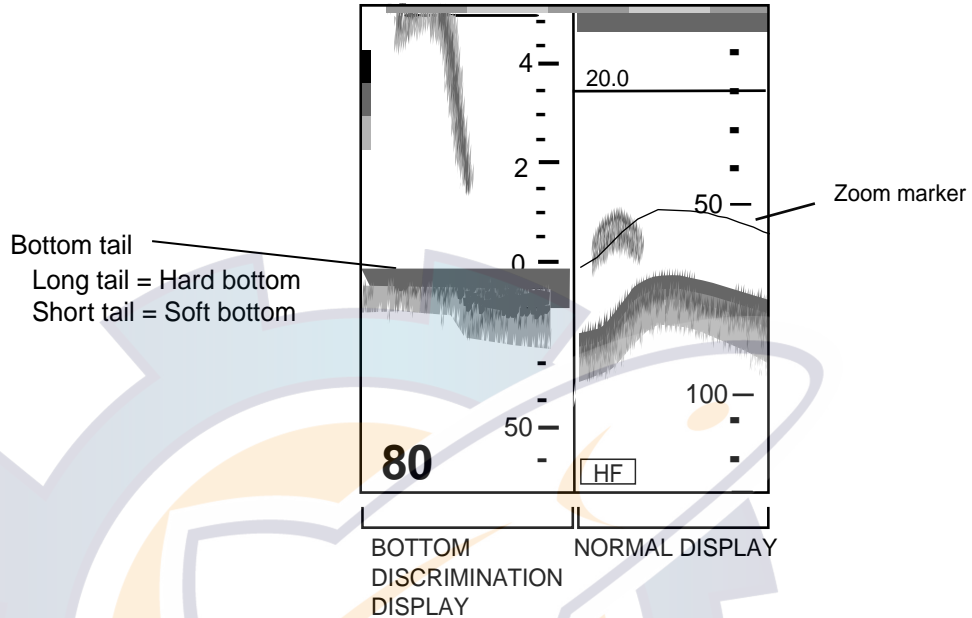 4
2
0
50
80
20.0
50
100
HF
Zoom marker
Bottom tail
Long tail = Hard bottom
Short tail = Soft bottom
BOTTOM
DISCRIMINATION
DISPLAY
NORMAL DISPLAY